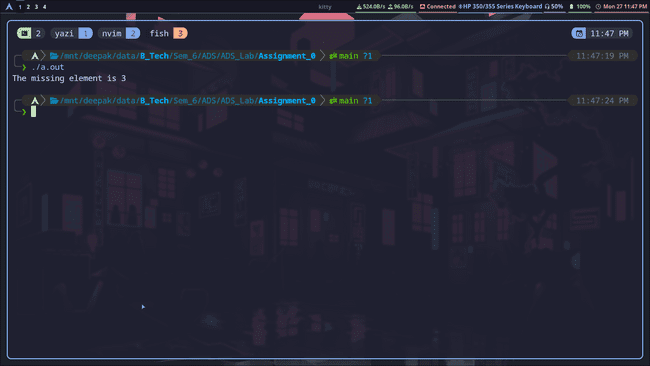 1 2 3 4 kitty 524.0B/s 96.0B/s Connected HP 350/355 Series Keyboard 50% 100% Mon 27 11:47 PM
2 yazi 1 nvim 2 fish 3 11:47 PM
/mnt/deepak/data/B_Tech/Sem_6/ADS/ADS_Lab/Assignment_0 main ?1 11:47:19 PM
❯ ./a.out
The missing element is 3
/mnt/deepak/data/B_Tech/Sem_6/ADS/ADS_Lab/Assignment_0 main ?1 11:47:24 PM
❯